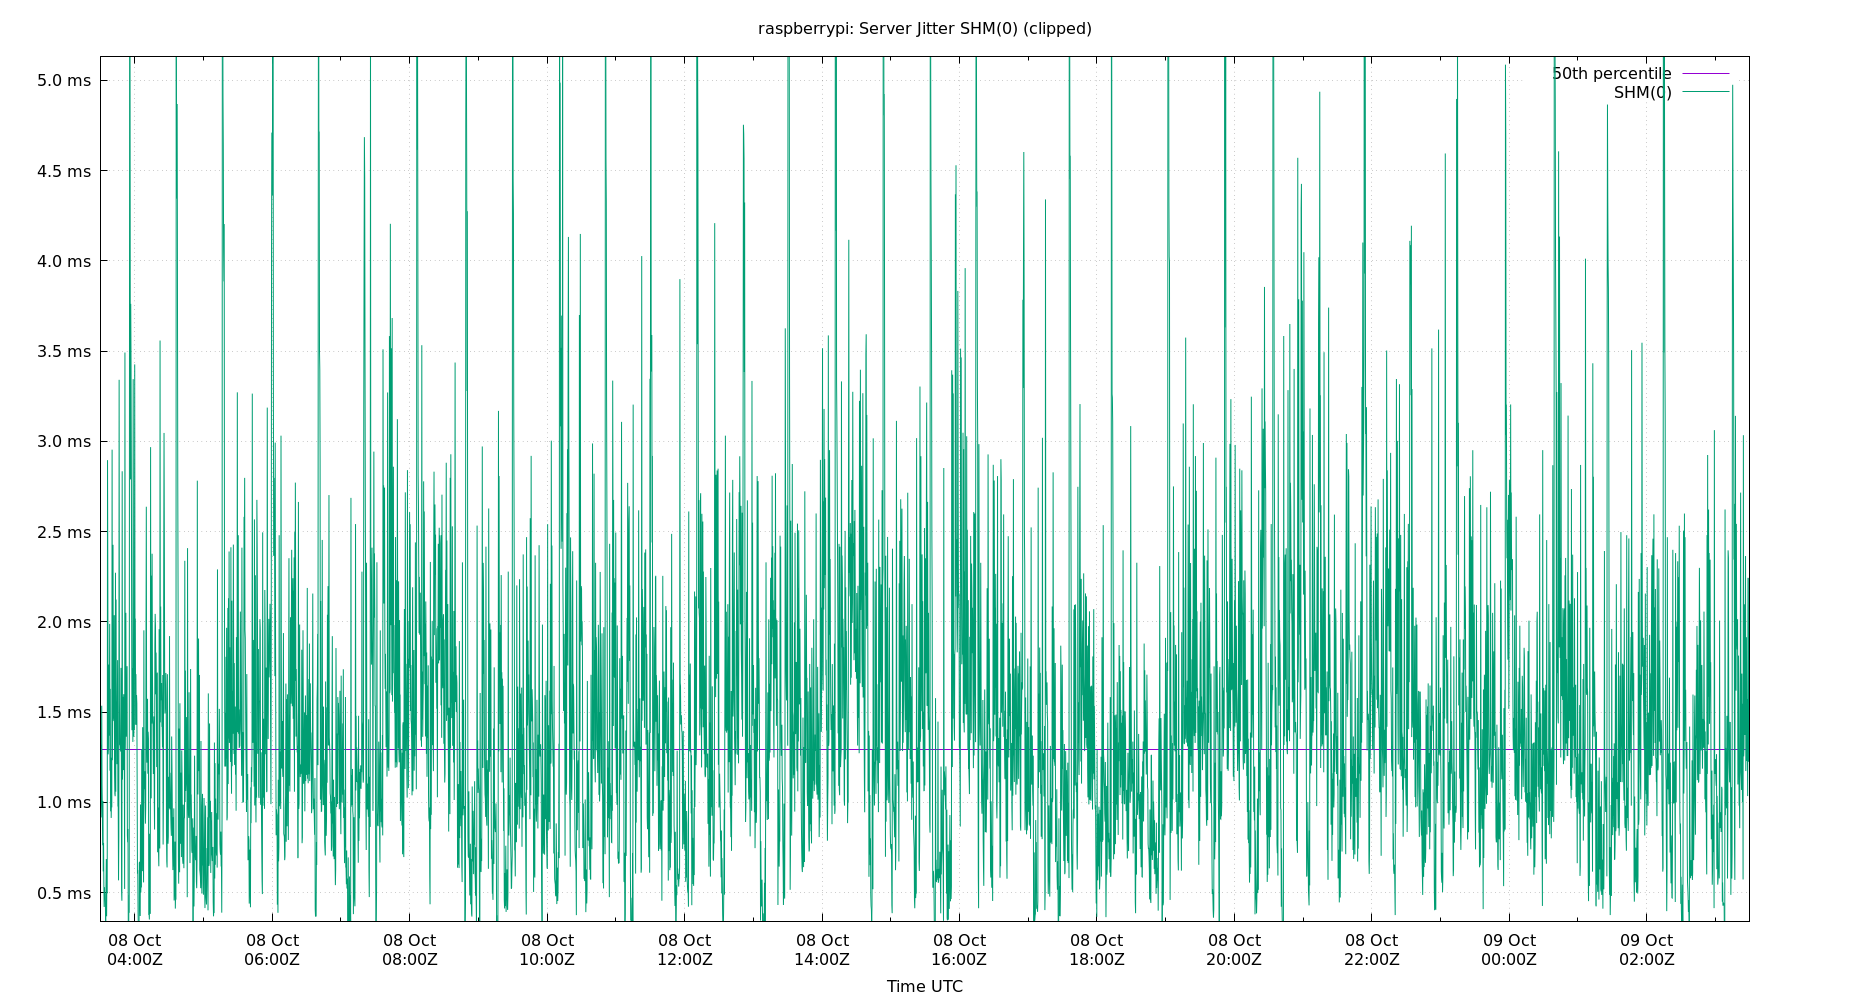 raspberrypi: Server Jitter SHM(0) (clipped)
50th percentile
SHM(0)
5.0 ms
4.5 ms
4.0 ms
3.5 ms
3.0 ms
2.5 ms
2.0 ms
1.5 ms
1.0 ms
0.5 ms
08 Oct 08 Oct 08 Oct 08 Oct 08 Oct 08 Oct 08 Oct 08 Oct 08 Oct 08 Oct 09 Oct 09 Oct
04:00Z 06:00Z 08:00Z 10:00Z 12:00Z 14:00Z 16:00Z 18:00Z 20:00Z 22:00Z 00:00Z 02:00Z
Time UTC